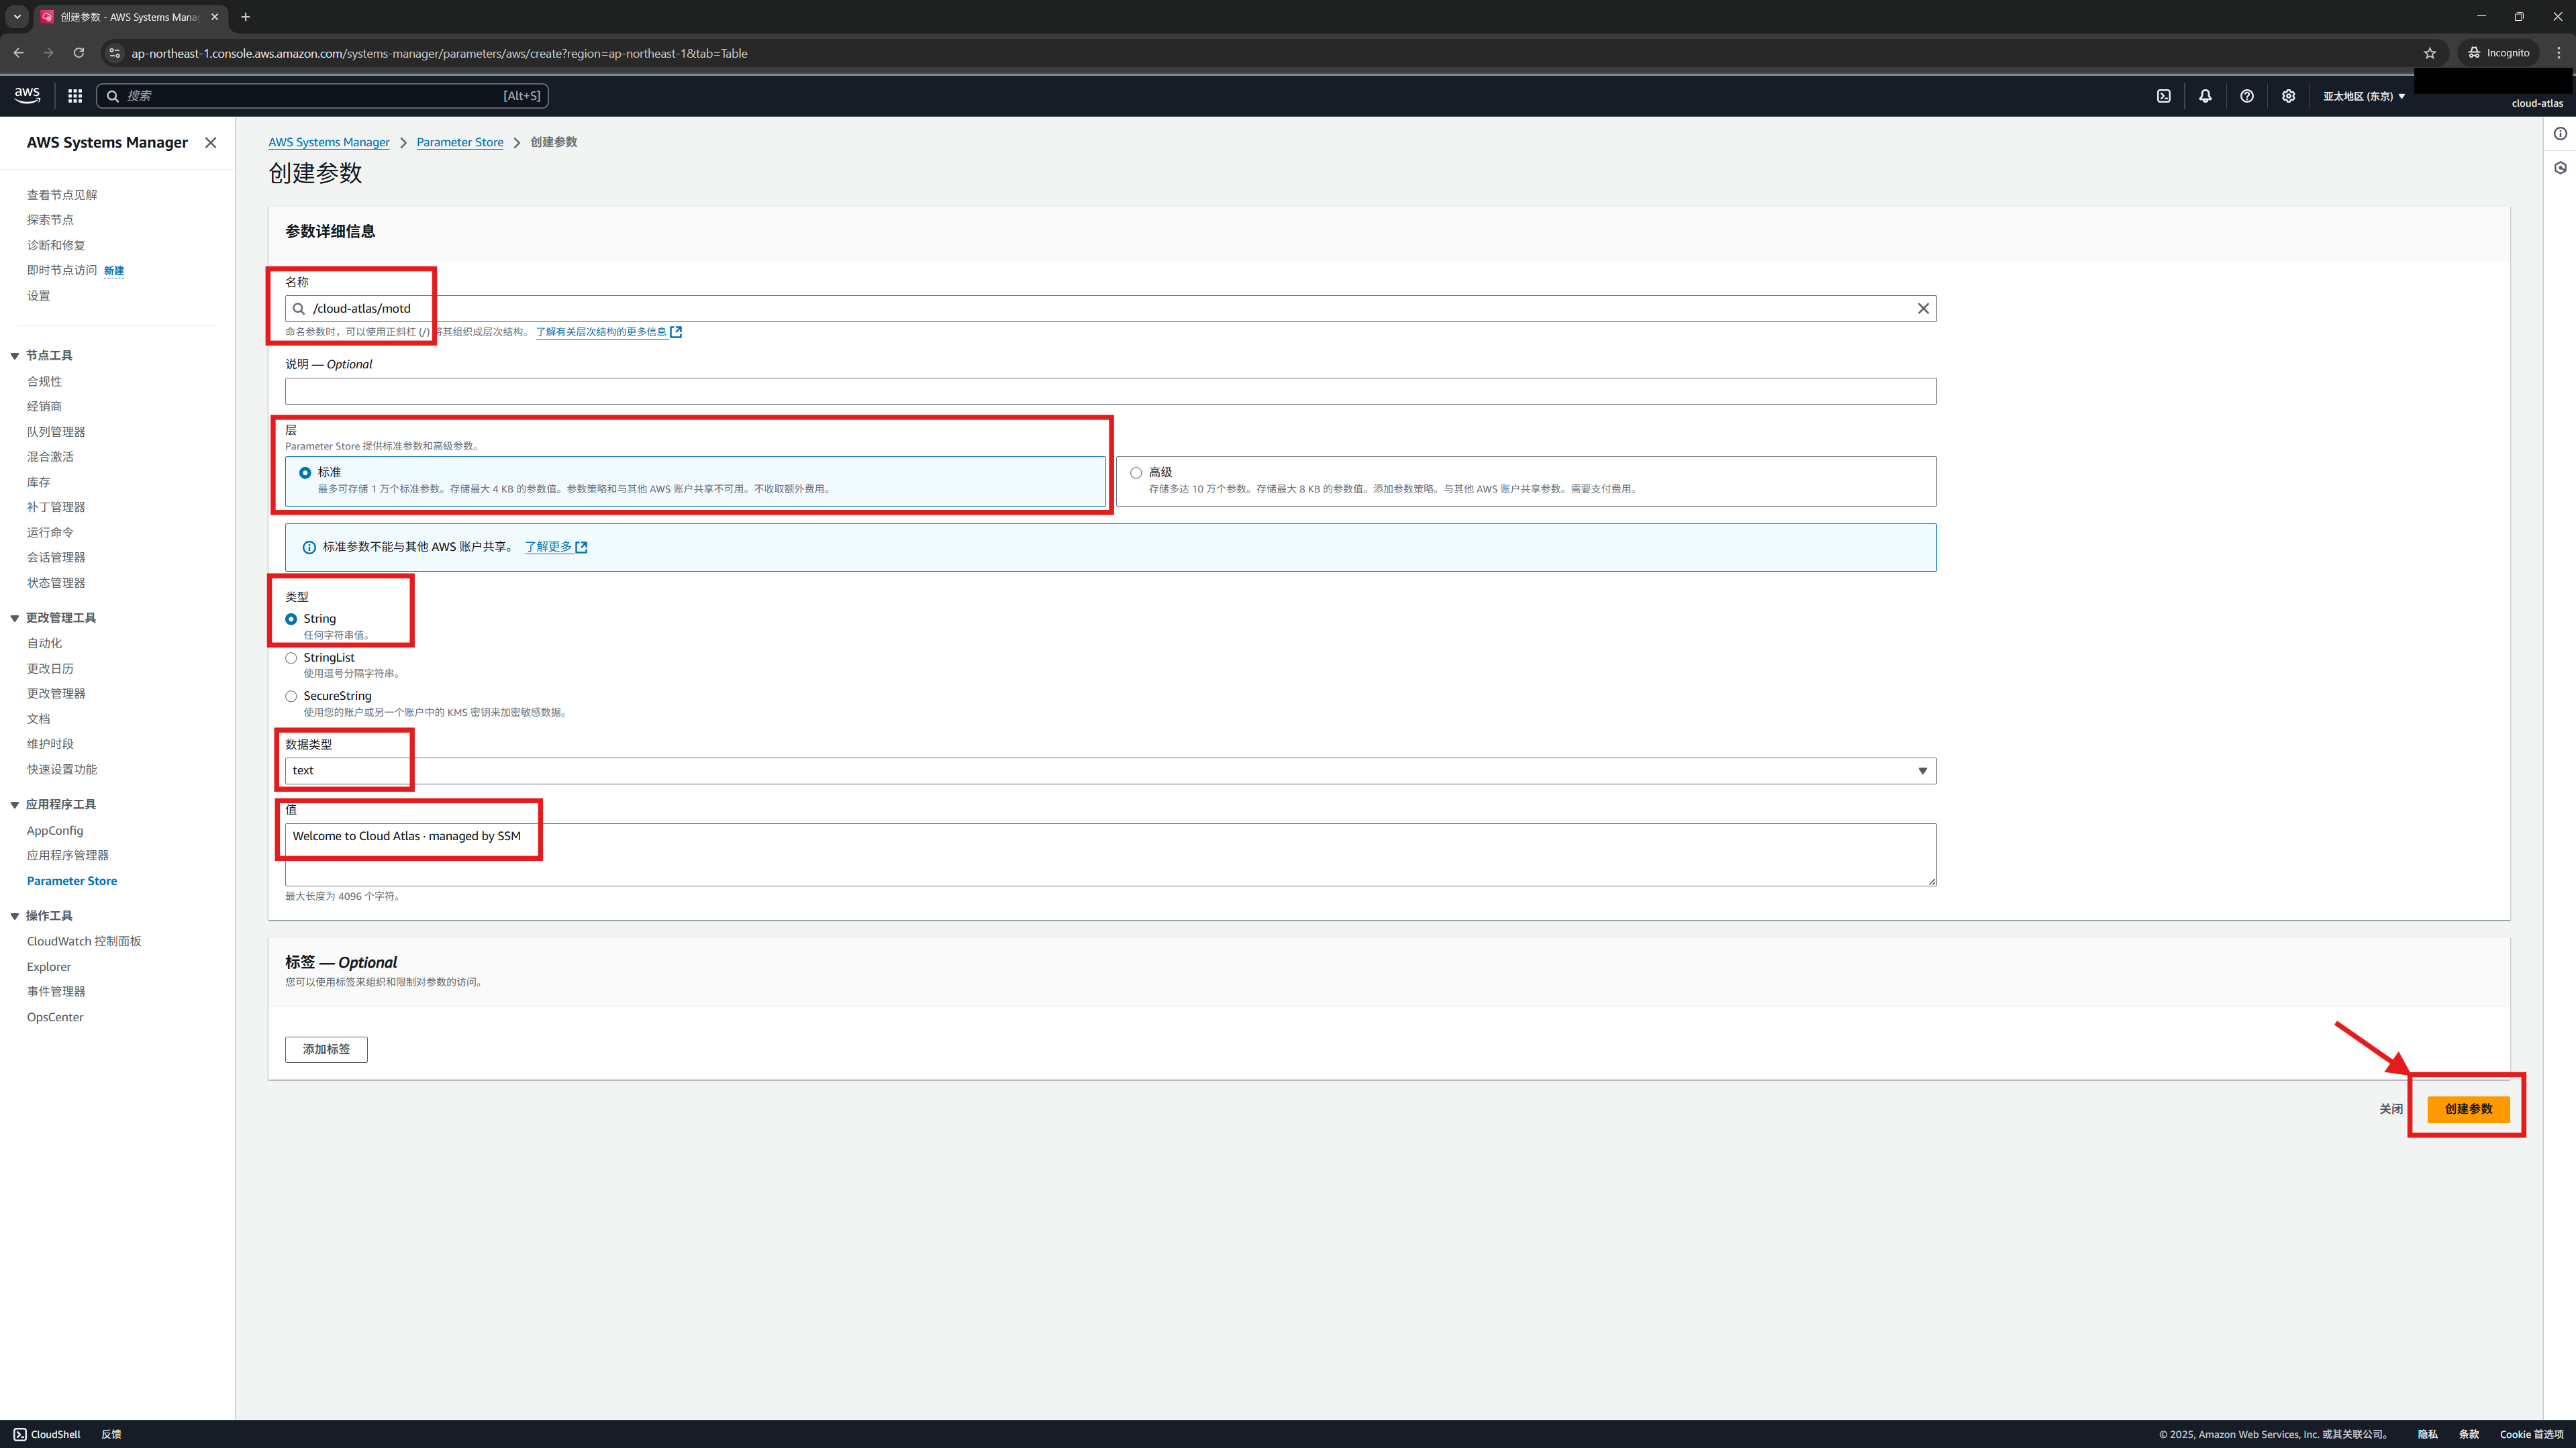 创建参数 - AWS Systems Mana
ap-northeast-1.console.aws.amazon.com/systems-manager/parameters/aws/create?region=ap-northeast-1&tab=Table
Incognito
aws
搜索
[Alt+S]
亚太地区 (东京)
cloud-atlas
AWS Systems Manager
查看节点见解
探索节点
诊断和修复
即时节点访问 新建
设置
节点工具
合规性
经销商
队列管理器
混合激活
库存
补丁管理器
运行命令
会话管理器
状态管理器
更改管理工具
自动化
更改日历
更改管理器
文档
维护时段
快速设置功能
应用程序工具
AppConfig
应用程序管理器
Parameter Store
操作工具
CloudWatch 控制面板
Explorer
事件管理器
OpsCenter
AWS Systems Manager
Parameter Store
创建参数
创建参数
参数详细信息
名称
/cloud-atlas/motd
命名参数时，可以使用正斜杠 (/) 将其组织成层次结构。 了解有关层次结构的更多信息
说明 — Optional
层
Parameter Store 提供标准参数和高级参数。
标准
最多可存储 1 万个标准参数。存储最大 4 KB 的参数值。参数策略和与其他 AWS 账户共享不可用。不收取额外费用。
高级
存储多达 10 万个参数。存储最大 8 KB 的参数值。添加参数策略。与其他 AWS 账户共享参数。需要支付费用。
标准参数不能与其他 AWS 账户共享。 了解更多
类型
String
任何字符串值。
StringList
使用逗号分隔字符串。
SecureString
使用您的账户或另一个账户中的 KMS 密钥来加密敏感数据。
数据类型
text
值
Welcome to Cloud Atlas · managed by SSM
最大长度为 4096 个字符。
标签 — Optional
您可以使用标签来组织和限制对参数的访问。
添加标签
关闭
创建参数
CloudShell
反馈
© 2025, Amazon Web Services, Inc. 或其关联公司。
隐私
条款
Cookie 首选项